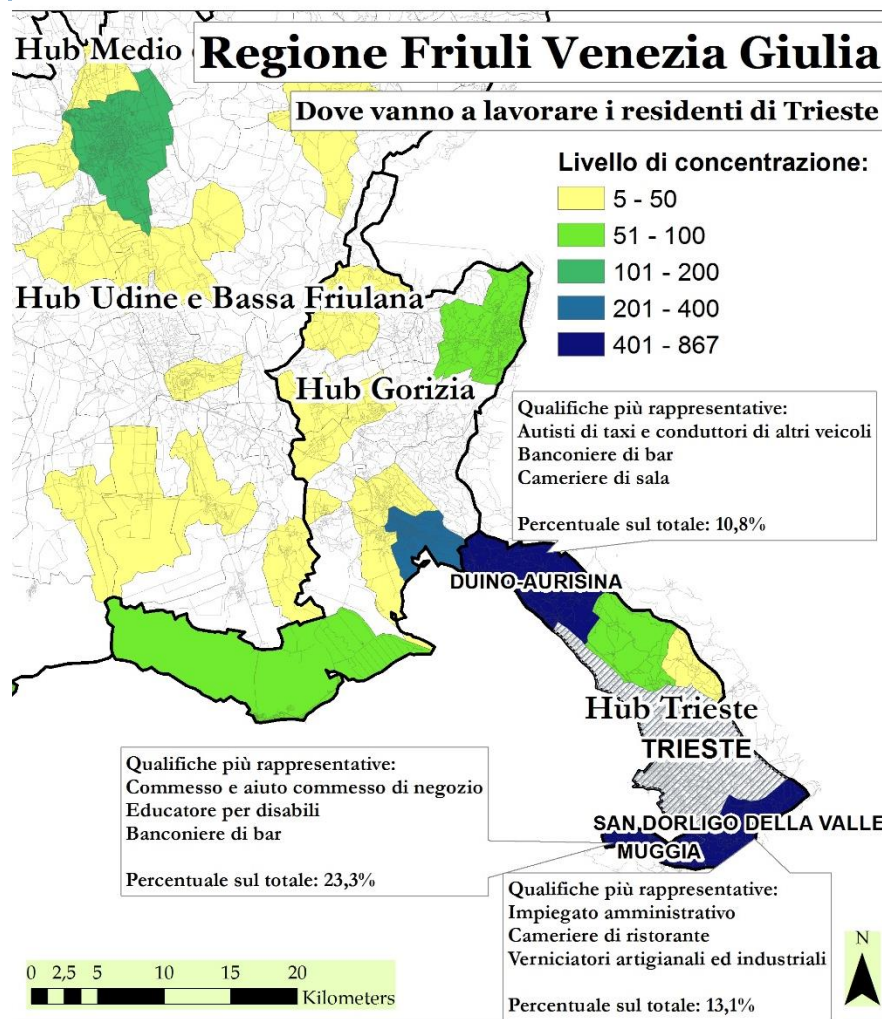 Hub Medio
Regione Friuli Venezia Giulia
Dove vanno a lavorare i residenti di Trieste
Livello di concentrazione:
5 - 50
51 - 100
101 - 200
201 - 400
401 - 867
Hub Udine e Bassa Friulana
Hub Gorizia
Qualifiche più rappresentative:
Autisti di taxi e conduttori di altri veicoli
Banconiere di bar
Cameriere di sala
Percentuale sul totale: 10,8%
DUINO-AURISINA
Hub Trieste
TRIESTE
Qualifiche più rappresentative:
Commesso e aiuto commesso di negozio
Educatore per disabili
Banconiere di bar
Percentuale sul totale: 23,3%
SAN DORLIGO DELLA VALLE
MUGGIA
Qualifiche più rappresentative:
Impiegato amministrativo
Cameriere di ristorante
Verniciatori artigianali ed industriali
Percentuale sul totale: 13,1%
N
0 2,5 5 10 15 20
Kilometers